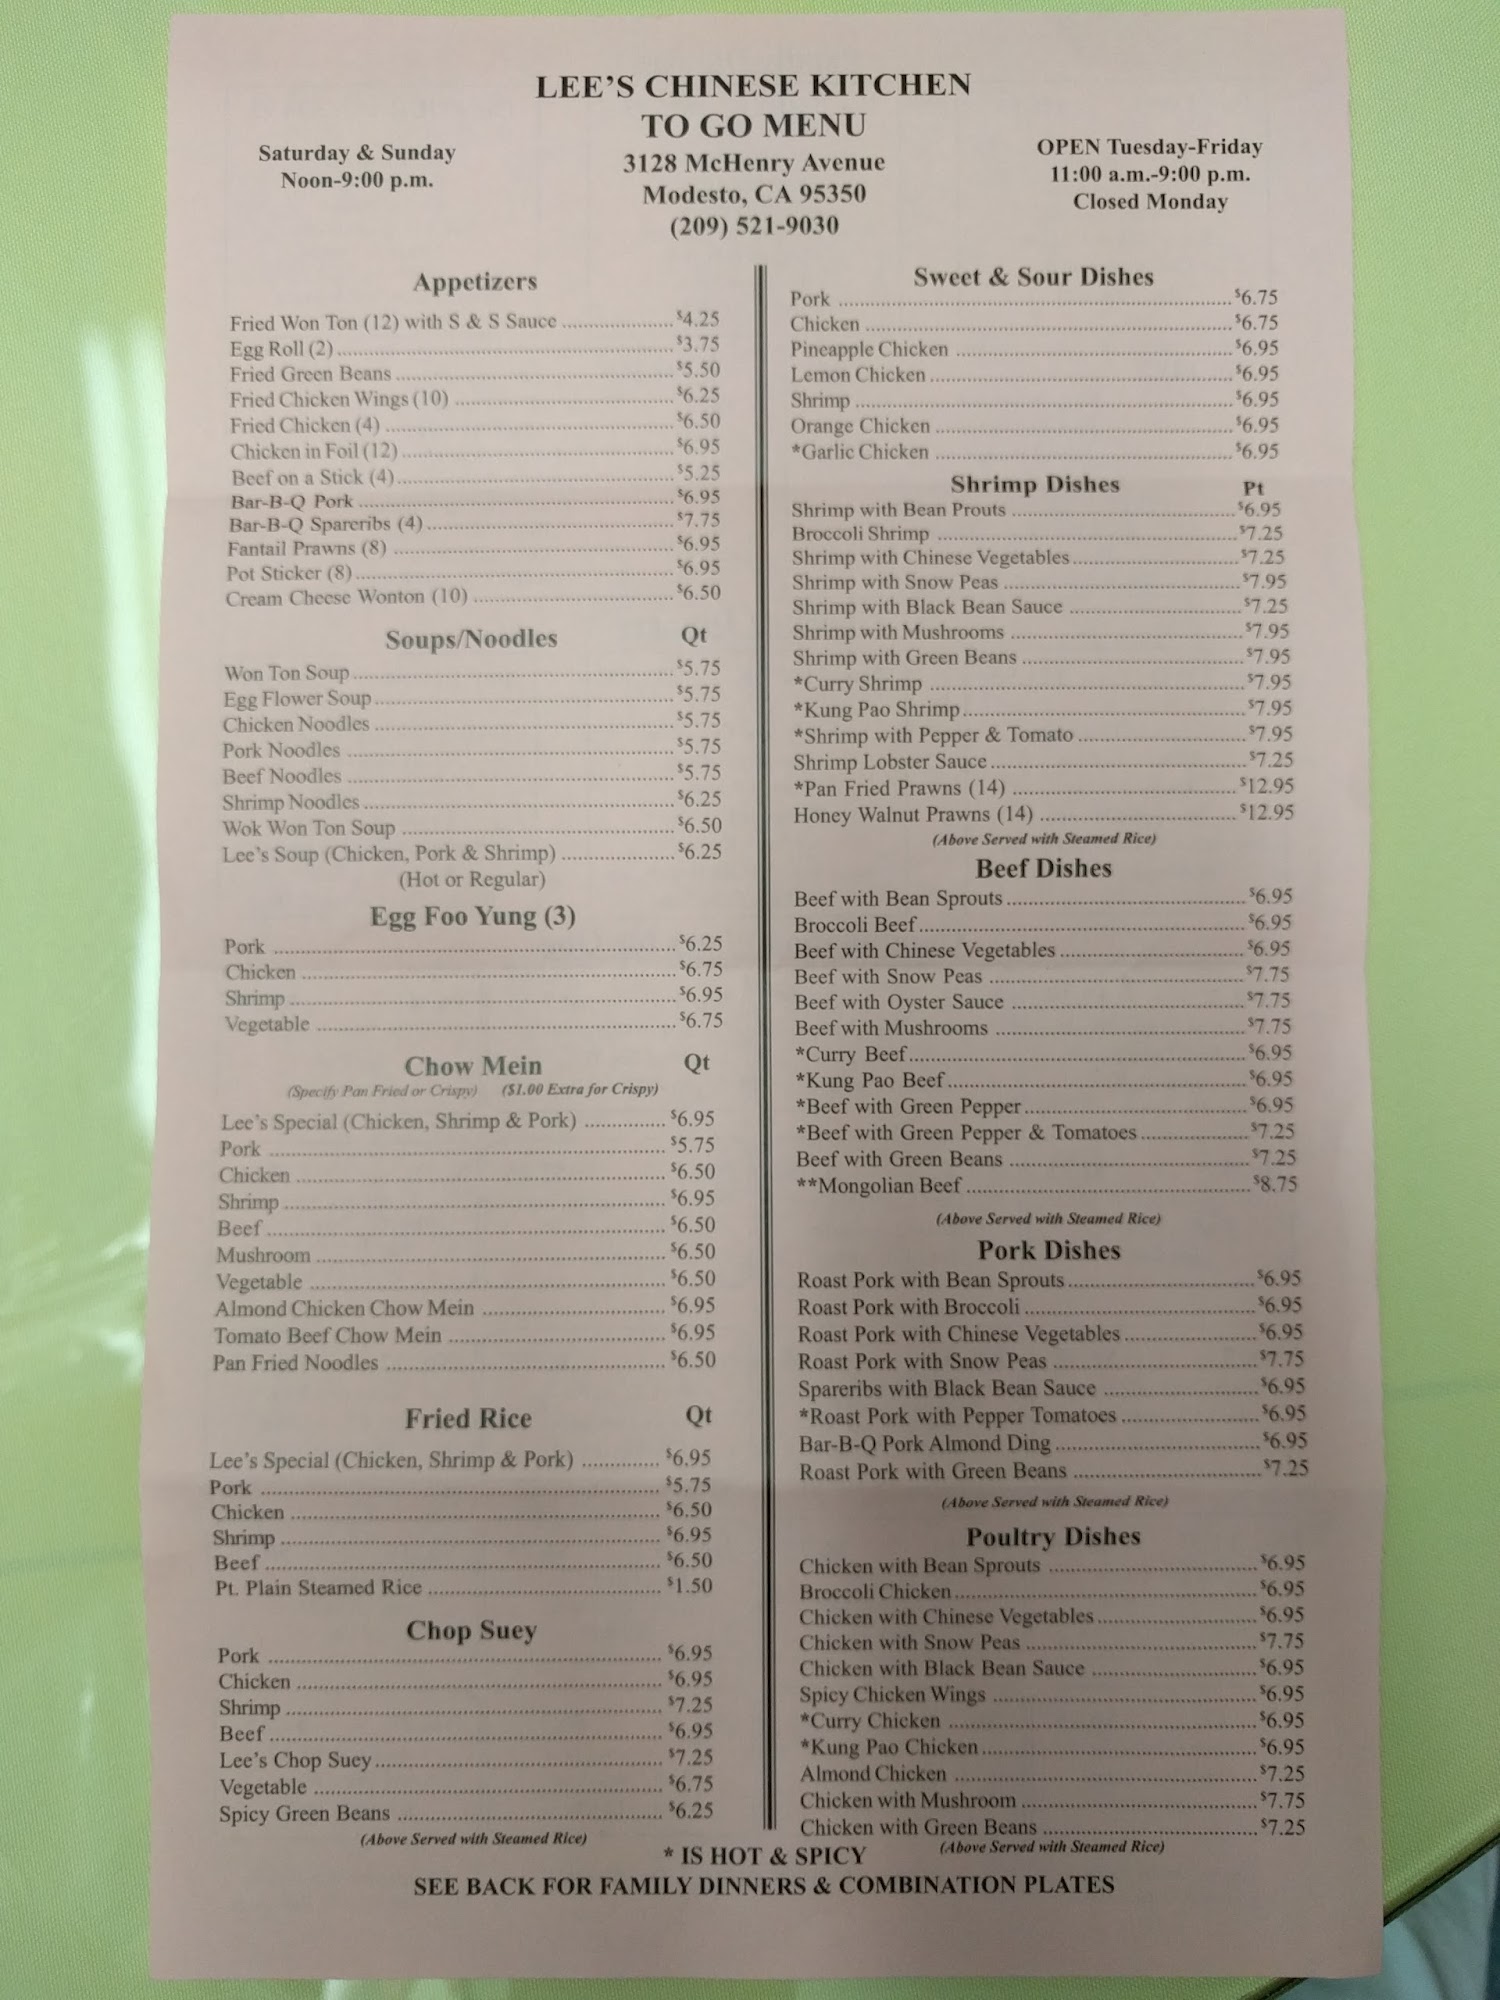 LEE'S CHINESE KITCHEN
TO GO MENU
3128 McHenry Avenue
Modesto, CA 95350
(209) 521-9030
Saturday & Sunday
Noon-9:00 p.m.
OPEN Tuesday-Friday
11:00 a.m.-9:00 p.m.
Closed Monday
Appetizers
Fried Won Ton (12) with S & S Sauce $4.25
Egg Roll (2) $3.75
Fried Green Beans $5.50
Fried Chicken Wings (10) $6.25
Fried Chicken (4) $6.50
Chicken in Foil (12) $6.95
Beef on a Stick (4) $5.25
Bar-B-Q Pork $6.95
Bar-B-Q Spareribs (4) $7.75
Fantail Prawns (8) $6.95
Pot Sticker (8) $6.95
Cream Cheese Wonton (10) $6.50
Soups/Noodles Qt
Won Ton Soup $5.75
Egg Flower Soup $5.75
Chicken Noodles $5.75
Pork Noodles $5.75
Beef Noodles $5.75
Shrimp Noodles $6.25
Wok Won Ton Soup $6.50
Lee's Soup (Chicken, Pork & Shrimp) $6.25
(Hot or Regular)
Egg Foo Yung (3)
Pork $6.25
Chicken $6.75
Shrimp $6.95
Vegetable $6.75
Chow Mein Qt
(Specify Pan Fried or Crispy) ($1.00 Extra for Crispy)
Lee's Special (Chicken, Shrimp & Pork) $6.95
Pork $5.75
Chicken $6.50
Shrimp $6.95
Beef $6.50
Mushroom $6.50
Vegetable $6.50
Almond Chicken Chow Mein $6.95
Tomato Beef Chow Mein $6.95
Pan Fried Noodles $6.50
Fried Rice Qt
Lee's Special (Chicken, Shrimp & Pork) $6.95
Pork $5.75
Chicken $6.50
Shrimp $6.95
Beef $6.50
Pt. Plain Steamed Rice $1.50
Chop Suey
Pork $6.95
Chicken $6.95
Shrimp $7.25
Beef $6.95
Lee's Chop Suey $7.25
Vegetable $6.75
Spicy Green Beans $6.25
(Above Served with Steamed Rice)
Sweet & Sour Dishes
Pork $6.75
Chicken $6.75
Pineapple Chicken $6.95
Lemon Chicken $6.95
Shrimp $6.95
Orange Chicken $6.95
*Garlic Chicken $6.95
Shrimp Dishes Pt
Shrimp with Bean Prouts $6.95
Broccoli Shrimp $7.25
Shrimp with Chinese Vegetables $7.25
Shrimp with Snow Peas $7.95
Shrimp with Black Bean Sauce $7.25
Shrimp with Mushrooms $7.95
Shrimp with Green Beans $7.95
*Curry Shrimp $7.95
*Kung Pao Shrimp $7.95
*Shrimp with Pepper & Tomato $7.95
Shrimp Lobster Sauce $7.25
*Pan Fried Prawns (14) $12.95
Honey Walnut Prawns (14) $12.95
(Above Served with Steamed Rice)
Beef Dishes
Beef with Bean Sprouts $6.95
Broccoli Beef $6.95
Beef with Chinese Vegetables $6.95
Beef with Snow Peas $7.75
Beef with Oyster Sauce $7.75
Beef with Mushrooms $7.75
*Curry Beef $6.95
*Kung Pao Beef $6.95
*Beef with Green Pepper $6.95
*Beef with Green Pepper & Tomatoes $7.25
Beef with Green Beans $7.25
**Mongolian Beef $8.75
(Above Served with Steamed Rice)
Pork Dishes
Roast Pork with Bean Sprouts $6.95
Roast Pork with Broccoli $6.95
Roast Pork with Chinese Vegetables $6.95
Roast Pork with Snow Peas $7.75
Spareribs with Black Bean Sauce $6.95
*Roast Pork with Pepper Tomatoes $6.95
Bar-B-Q Pork Almond Ding $6.95
Roast Pork with Green Beans $7.25
(Above Served with Steamed Rice)
Poultry Dishes
Chicken with Bean Sprouts $6.95
Broccoli Chicken $6.95
Chicken with Chinese Vegetables $6.95
Chicken with Snow Peas $7.75
Chicken with Black Bean Sauce $6.95
Spicy Chicken Wings $6.95
*Curry Chicken $6.95
*Kung Pao Chicken $6.95
Almond Chicken $7.25
Chicken with Mushroom $7.75
Chicken with Green Beans $7.25
(Above Served with Steamed Rice)
* IS HOT & SPICY
SEE BACK FOR FAMILY DINNERS & COMBINATION PLATES